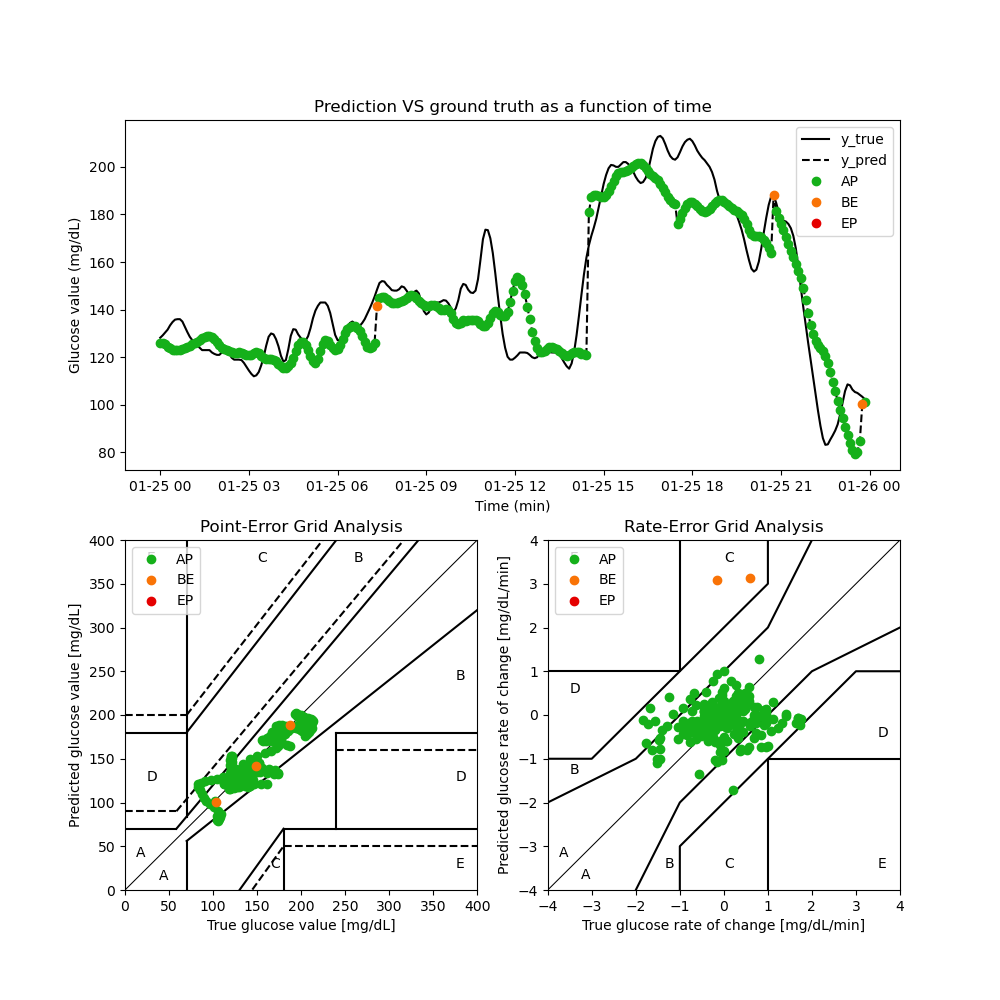 Prediction VS ground truth as a function of time
Glucose value (mg/dL)
200
180
160
140
120
100
80
y_true
y_pred
AP
BE
EP
01-25 00
01-25 03
01-25 06
01-25 09
01-25 12
01-25 15
01-25 18
01-25 21
01-26 00
Time (min)
Point-Error Grid Analysis
Predicted glucose value [mg/dL]
400
350
300
250
200
150
100
50
0
AP
BE
EP
C
B
B
D
D
A
A
C
E
0
50
100
150
200
250
300
350
400
True glucose value [mg/dL]
Rate-Error Grid Analysis
Predicted glucose rate of change [mg/dL/min]
4
3
2
1
0
−1
−2
−3
−4
AP
BE
EP
C
D
D
B
A
A
B
C
E
−4
−3
−2
−1
0
1
2
3
4
True glucose rate of change [mg/dL/min]